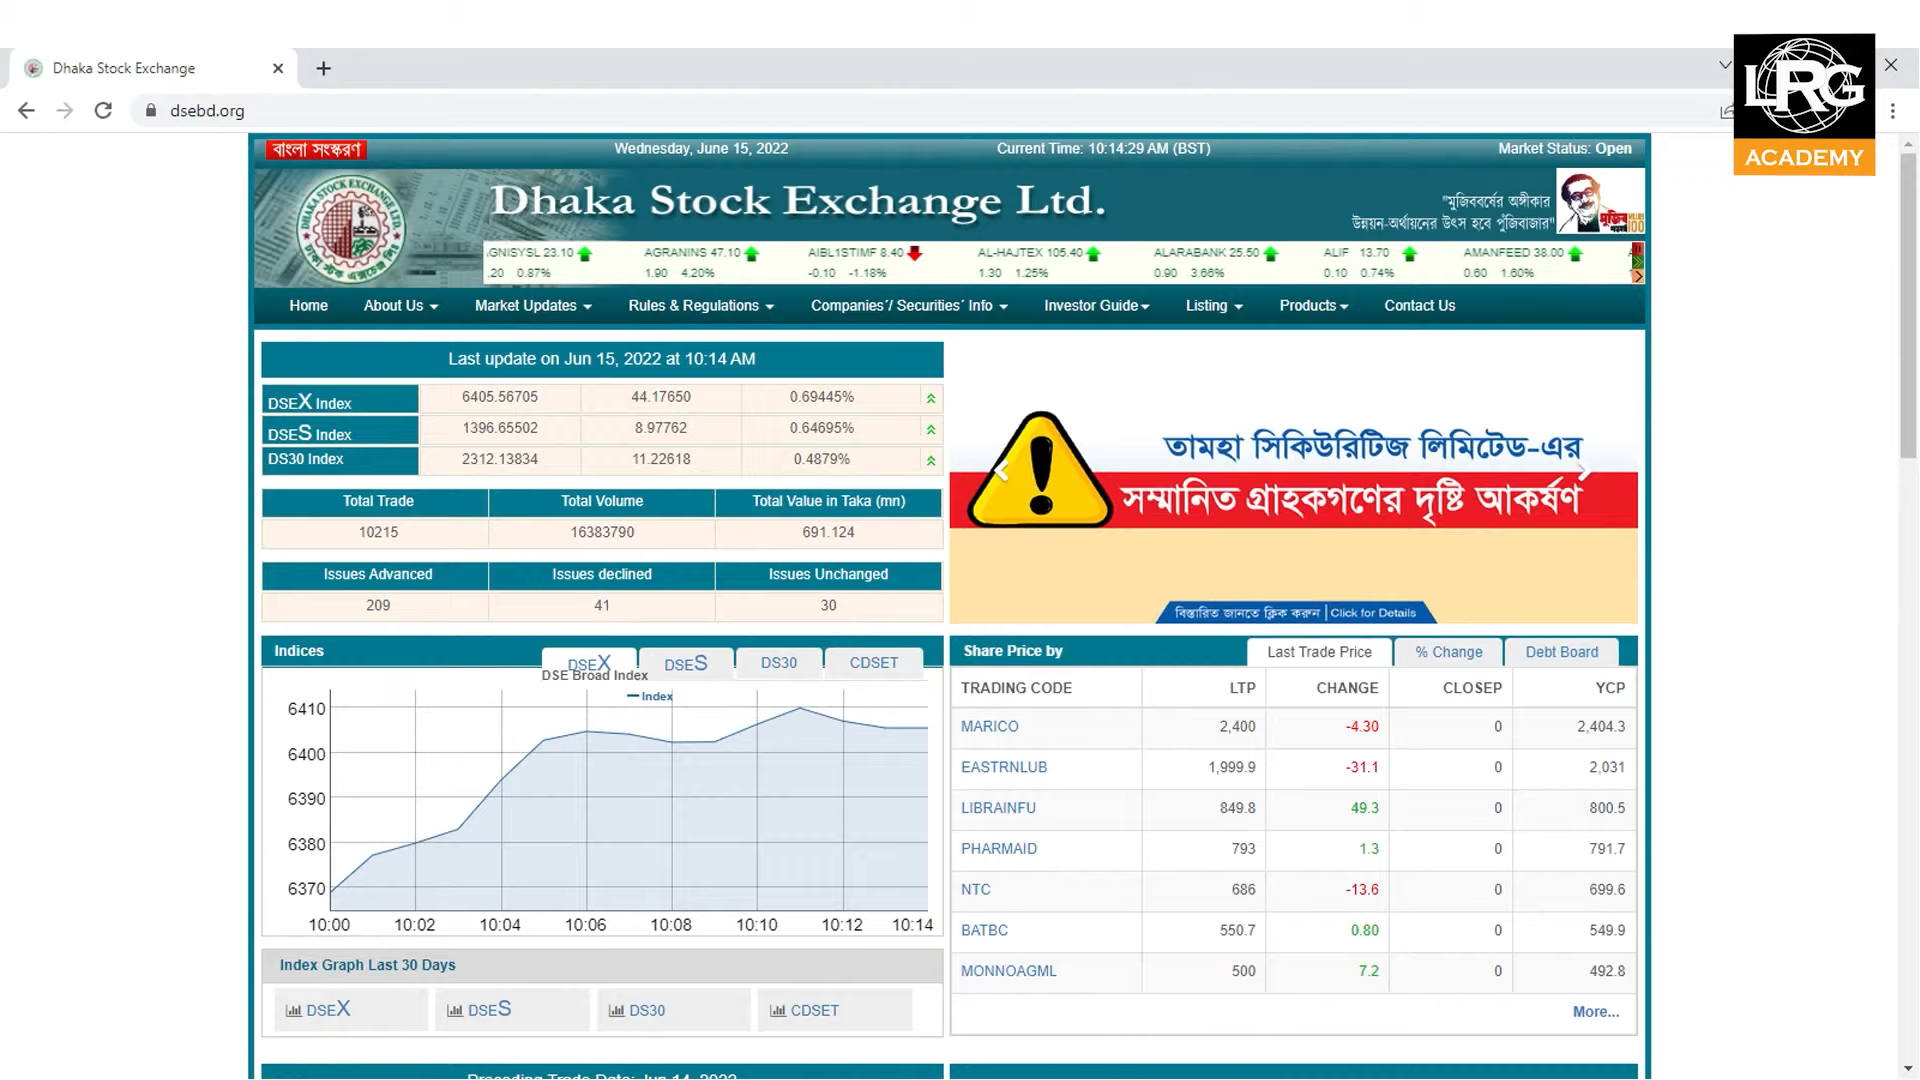 Dhaka Stock Exchange
dsebd.org
LRG
ACADEMY
বাংলা সংস্করণ
Wednesday, June 15, 2022
Current Time: 10:14:29 AM (BST)
Market Status: Open
Dhaka Stock Exchange Ltd.
"মুজিববর্ষের অঙ্গীকার
উন্নয়ন-অর্থায়নের উৎস হবে পুঁজিবাজার"
GNISYSL 23.10 AGRANINS 47.10 AIBL1STIMF 8.40 AL-HAJTEX 105.40 ALARABANK 25.50 ALIF 13.70 AMANFEED 38.00
.20 0.87% 1.90 4.20% -0.10 -1.18% 1.30 1.25% 0.90 3.66% 0.10 0.74% 0.60 1.60%
Home About Us Market Updates Rules & Regulations Companies´/ Securities´ Info Investor Guide Listing Products Contact Us
Last update on Jun 15, 2022 at 10:14 AM
DSEX Index 6405.56705 44.17650 0.69445%
DSES Index 1396.65502 8.97762 0.64695%
DS30 Index 2312.13834 11.22618 0.4879%
Total Trade Total Volume Total Value in Taka (mn)
10215 16383790 691.124
Issues Advanced Issues declined Issues Unchanged
209 41 30
তামহা সিকিউরিটিজ লিমিটেড-এর
সম্মানিত গ্রাহকগণের দৃষ্টি আকর্ষণ
বিস্তারিত জানতে ক্লিক করুন | Click for Details
Indices
DSEX DSES DS30 CDSET
DSE Broad Index
Index
6410
6400
6390
6380
6370
10:00 10:02 10:04 10:06 10:08 10:10 10:12 10:14
Index Graph Last 30 Days
DSEX DSES DS30 CDSET
Share Price by Last Trade Price % Change Debt Board
TRADING CODE LTP CHANGE CLOSEP YCP
MARICO 2,400 -4.30 0 2,404.3
EASTRNLUB 1,999.9 -31.1 0 2,031
LIBRAINFU 849.8 49.3 0 800.5
PHARMAID 793 1.3 0 791.7
NTC 686 -13.6 0 699.6
BATBC 550.7 0.80 0 549.9
MONNOAGML 500 7.2 0 492.8
More...
Preceding Trade Date: Jun 14, 2022